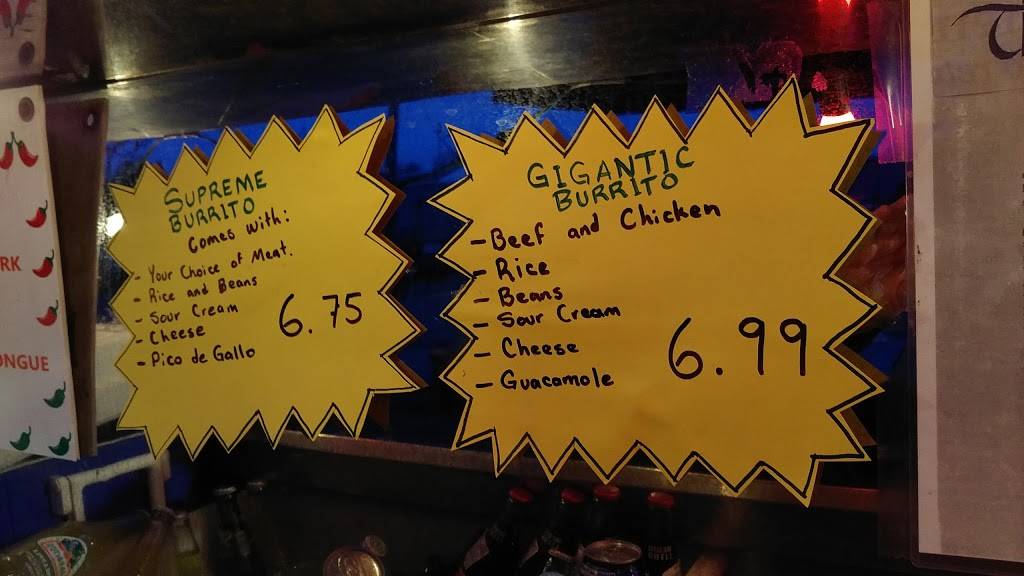 SUPREME
BURRITO
Comes with:
- Your Choice of Meat.
- Rice and Beans
- Sour Cream
- Cheese
- Pico de Gallo
6.75
GIGANTIC
BURRITO
- Beef and Chicken
- Rice
- Beans
- Sour Cream
- Cheese
- Guacamole
6.99
RK
ONGUE